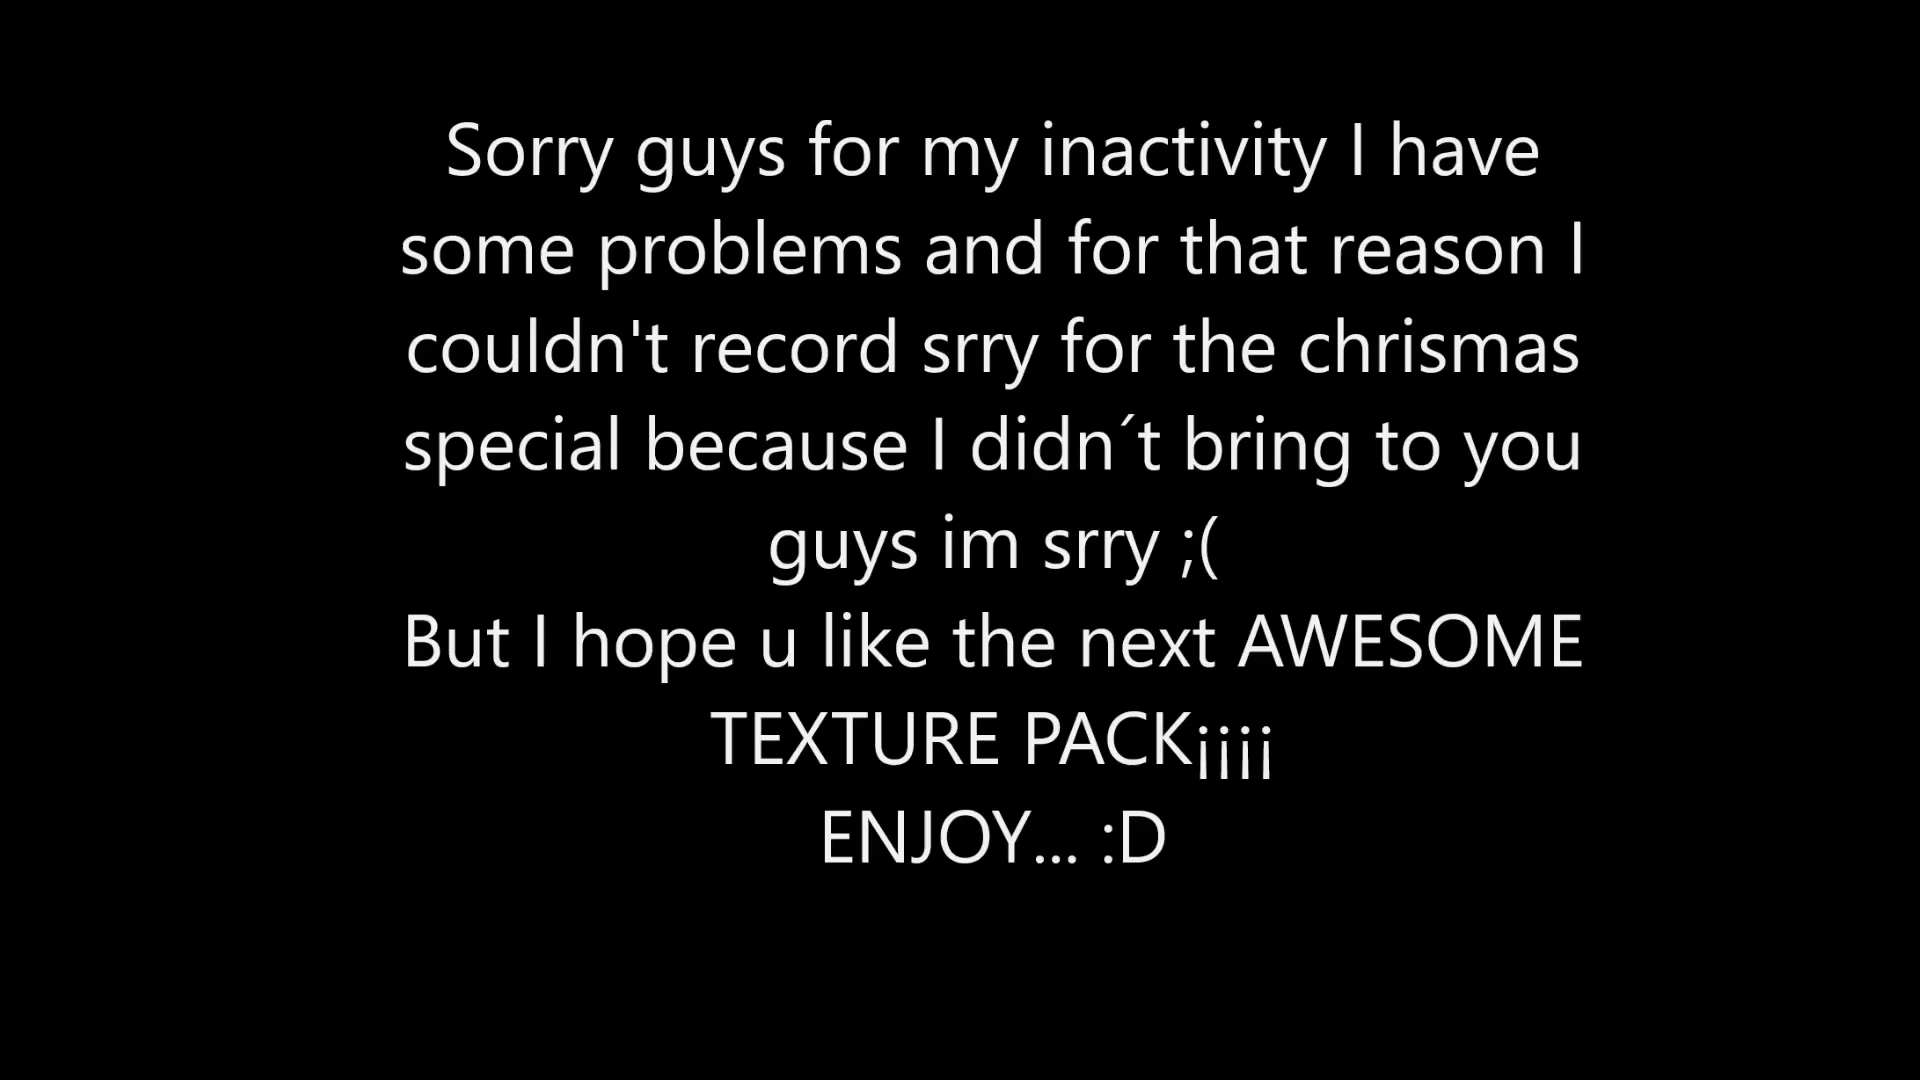 Sorry guys for my inactivity I have
some problems and for that reason I
couldn't record srry for the chrismas
special because I didn´t bring to you
guys im srry ;(
But I hope u like the next AWESOME
TEXTURE PACK¡¡¡¡
ENJOY... :D